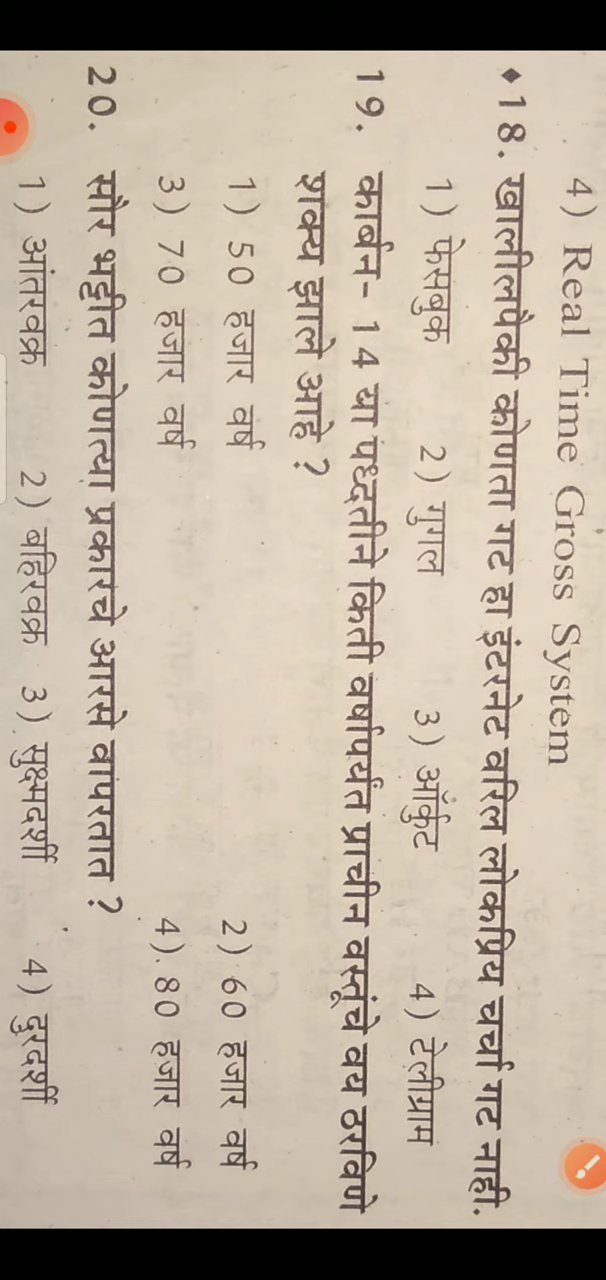 4) Real Time Gross System
♦18. खालीलपैकी कोणता गट हा इंटरनेट वरिल लोकप्रिय चर्चा गट नाही.
1) फेसबुक 2) गुगल 3) ऑर्कुट 4) टेलीग्राम
19. कार्बन- 14 या पध्दतीने किती वर्षापर्यंत प्राचीन वस्तूंचे वय ठरविणे
शक्य झाले आहे ?
1) 50 हजार वर्ष 2) 60 हजार वर्ष
3) 70 हजार वर्ष 4) 80 हजार वर्ष
20. सौर भट्टीत कोणत्या प्रकारचे आरसे वापरतात ?
1) आंतरवक्र 2) बहिरवक्र 3) सुक्ष्मदर्शी 4) दुरदर्शी